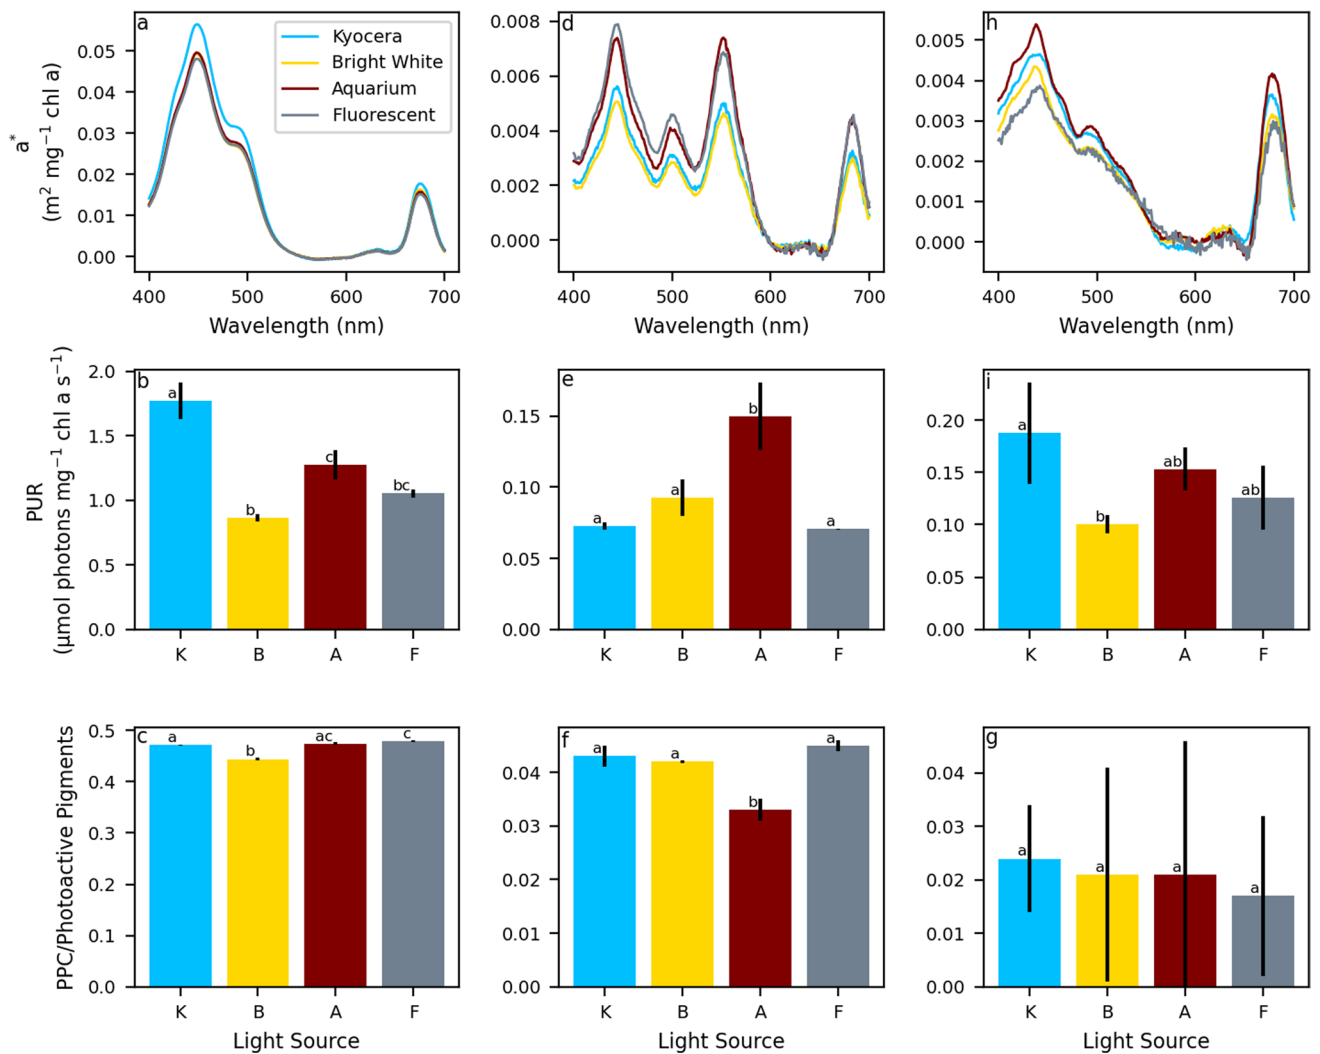 a
Kyocera
Bright White
Aquarium
Fluorescent
0.05
0.04
0.03
0.02
0.01
0.00
400
500
600
700
Wavelength (nm)
a*
(m² mg⁻¹ chl a)
d
0.008
0.006
0.004
0.002
0.000
400
500
600
700
Wavelength (nm)
h
0.005
0.004
0.003
0.002
0.001
0.000
400
500
600
700
Wavelength (nm)
PUR
(µmol photons mg⁻¹ chl a s⁻¹)
b
2.0
1.5
1.0
0.5
0.0
a
b
c
bc
K
B
A
F
e
0.15
0.10
0.05
0.00
a
a
b
a
K
B
A
F
i
0.20
0.15
0.10
0.05
0.00
a
b
ab
ab
K
B
A
F
PPC/Photoactive Pigments
c
0.5
0.4
0.3
0.2
0.1
0.0
a
b
ac
c
K
B
A
F
Light Source
f
0.04
0.03
0.02
0.01
0.00
a
a
b
a
K
B
A
F
Light Source
g
0.04
0.03
0.02
0.01
0.00
a
a
a
a
K
B
A
F
Light Source